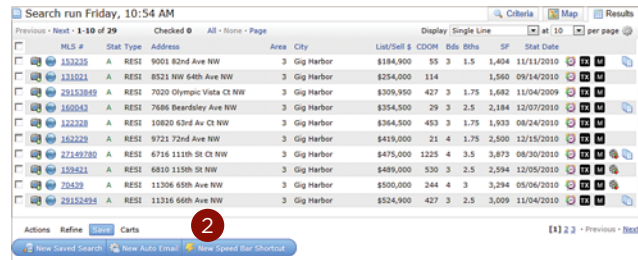 Search run Friday, 10:54 AM Criteria Map Results
Previous · Next · 1-10 of 29 Checked 0 All · None · Page Display Single Line at 10 per page
MLS # Stat Type Address Area City List/Sell $ CDOM Bds Bths SF Stat Date
153235 A RESI 9001 82nd Ave NW 3 Gig Harbor $184,900 55 3 1.5 1,404 11/11/2010 TX M
131021 A RESI 8521 NW 64th Ave NW 3 Gig Harbor $254,000 114 1,560 09/14/2010 TX M
29153849 A RESI 7020 Olympic Vista Ct NW 3 Gig Harbor $309,950 427 3 1.75 1,682 11/04/2009 TX M
160043 A RESI 7686 Beardsley Ave NW 3 Gig Harbor $354,500 29 3 2.5 2,184 12/07/2010 TX M
122328 A RESI 10820 63rd Av Ct NW 3 Gig Harbor $364,500 453 3 1.75 1,933 08/24/2010 TX M
162229 A RESI 9721 72nd Ave NW 3 Gig Harbor $419,000 21 4 1.75 2,500 12/15/2010 TX M
27149780 A RESI 6716 111th St Ct NW 3 Gig Harbor $475,000 1225 4 3.5 3,873 08/30/2010 TX M
159421 A RESI 6810 115th St NW 3 Gig Harbor $489,000 530 3 2.5 2,594 12/05/2010 TX M
70439 A RESI 11306 65th Ave NW 3 Gig Harbor $500,000 244 4 3 3,294 05/06/2010 TX M
29152494 A RESI 11316 66th Ave NW 3 Gig Harbor $524,900 427 3 2.5 3,009 11/04/2010 TX M
Actions Refine Save Carts 2 [1] 2 3 · Previous · Next
New Saved Search New Auto Email New Speed Bar Shortcut